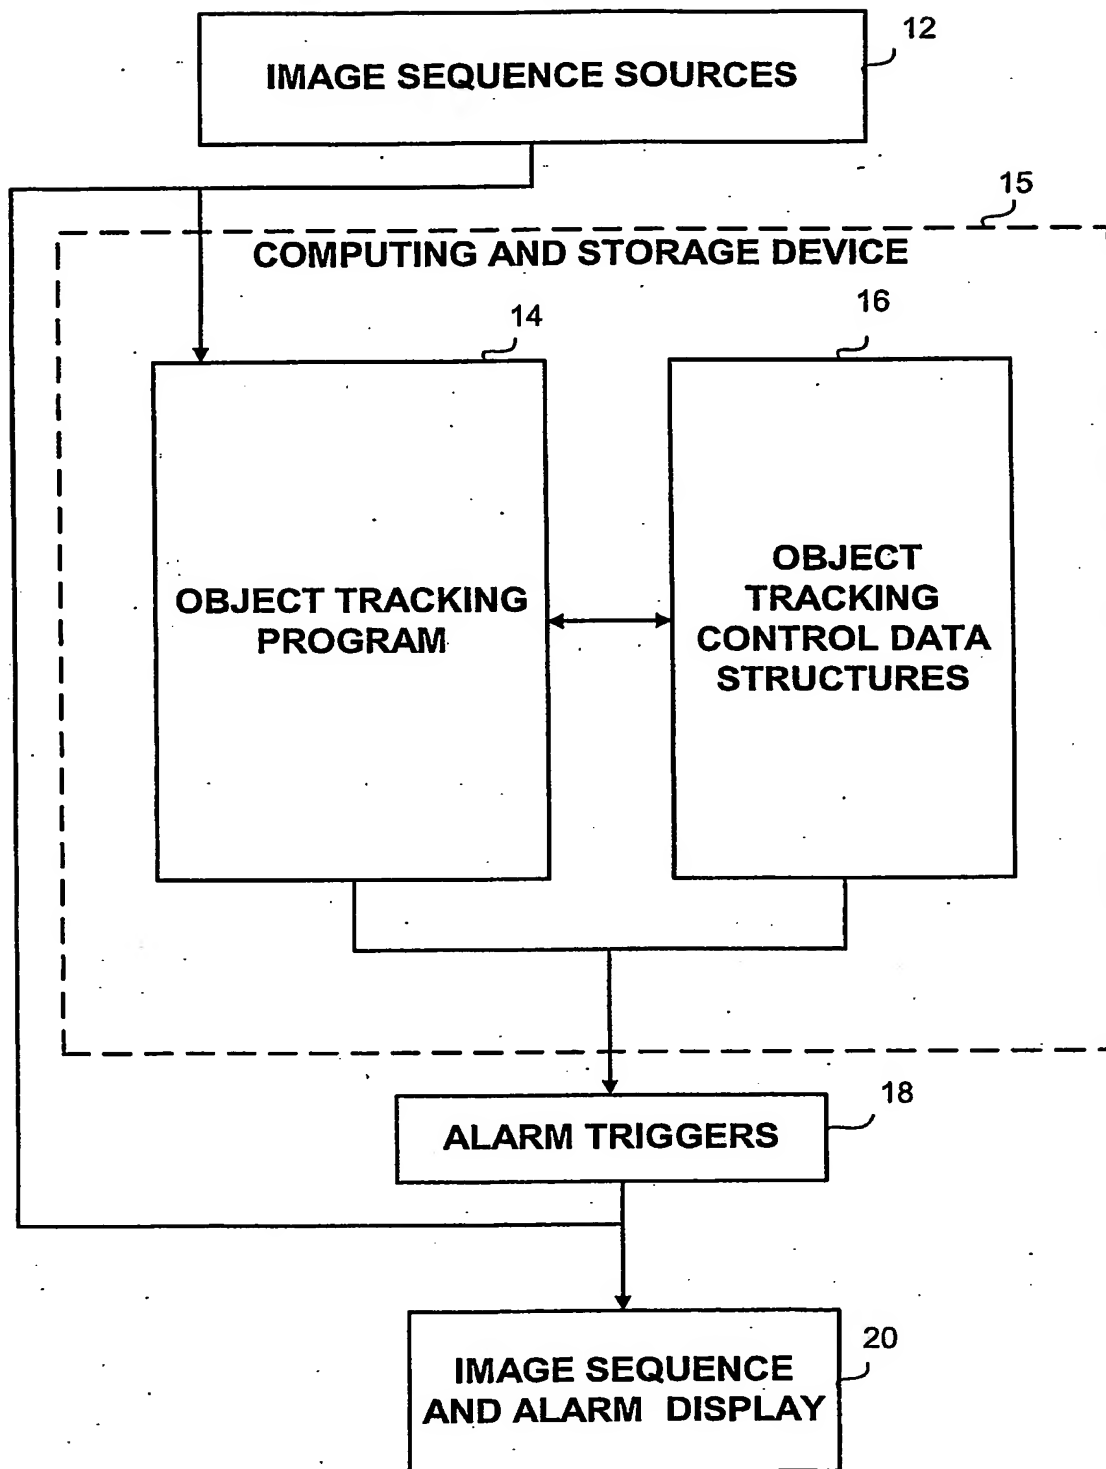 12
IMAGE SEQUENCE SOURCES
15
COMPUTING AND STORAGE DEVICE
14
16
OBJECT TRACKING
PROGRAM
OBJECT
TRACKING
CONTROL DATA
STRUCTURES
18
ALARM TRIGGERS
20
IMAGE SEQUENCE
AND ALARM DISPLAY